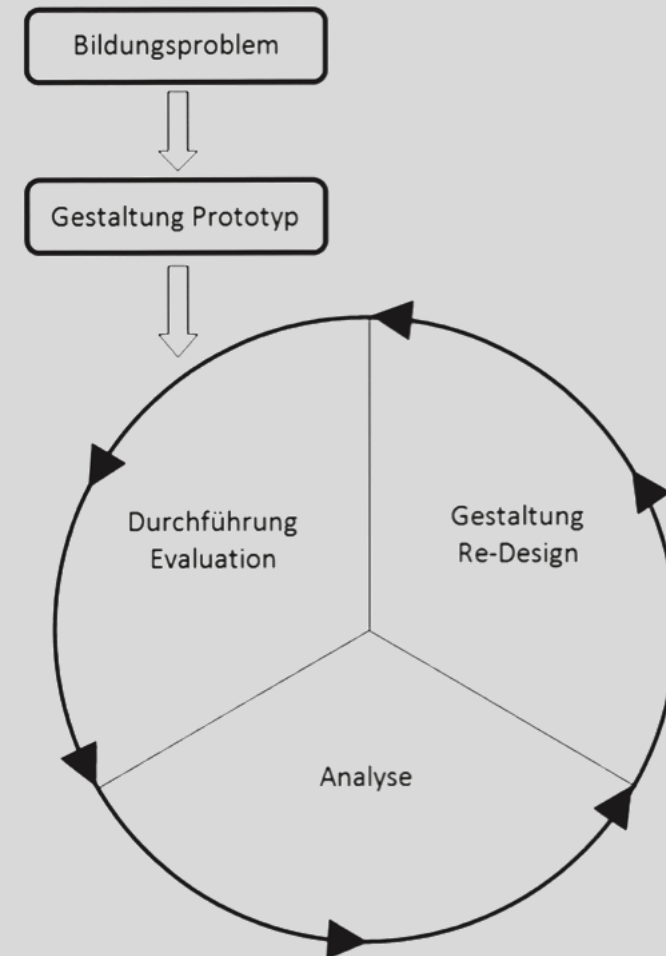 Bildungsproblem
Gestaltung Prototyp
Durchführung
Evaluation
Gestaltung
Re-Design
Analyse